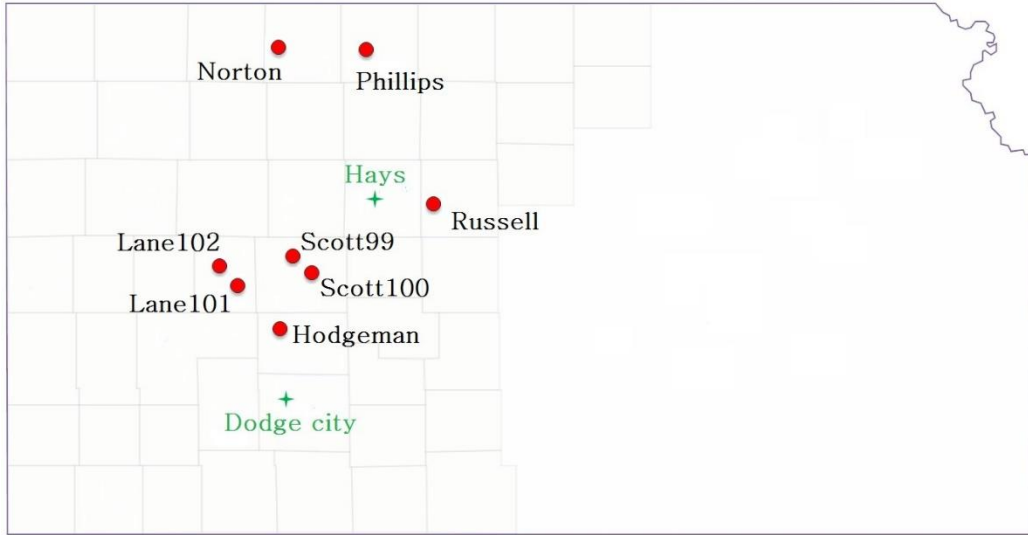 Norton
Phillips
Hays
Russell
Lane102
Scott99
Lane101
Scott100
Hodgeman
Dodge city